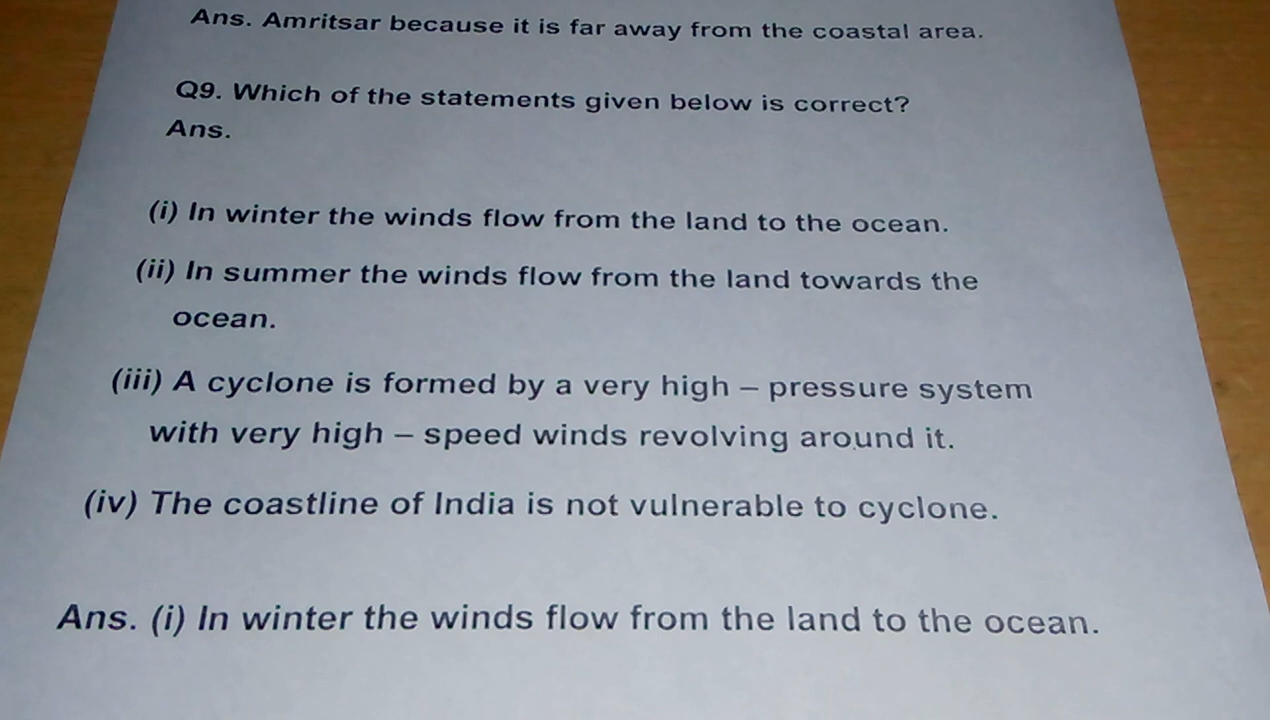 Ans. Amritsar because it is far away from the coastal area.
Q9. Which of the statements given below is correct?
Ans.
(i) In winter the winds flow from the land to the ocean.
(ii) In summer the winds flow from the land towards the
ocean.
(iii) A cyclone is formed by a very high – pressure system
with very high – speed winds revolving around it.
(iv) The coastline of India is not vulnerable to cyclone.
Ans. (i) In winter the winds flow from the land to the ocean.